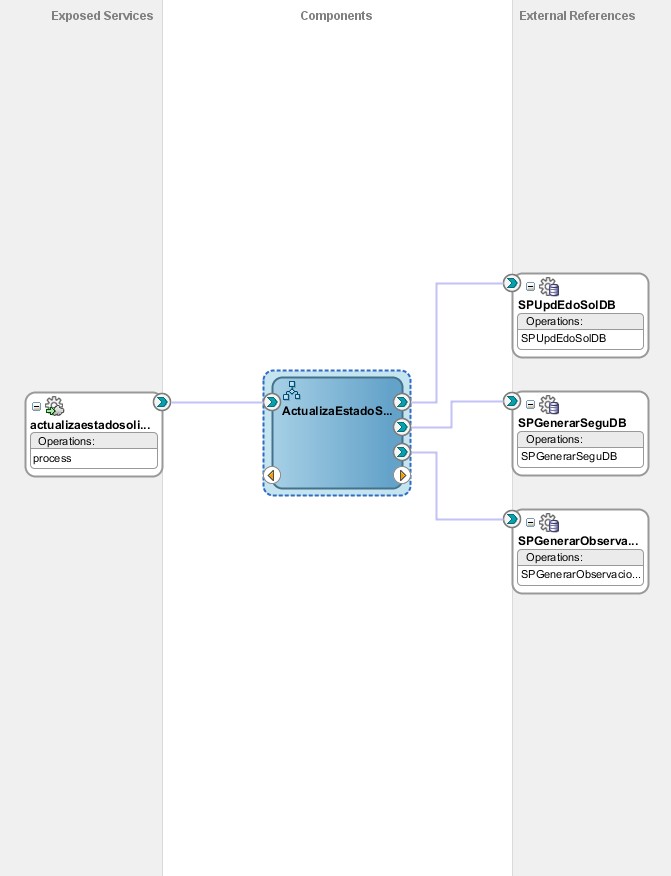 Exposed Services
Components
External References
SPUpdEdoSolDB
Operations:
SPUpdEdoSolDB
actualizaestadosoli...
Operations:
process
ActualizaEstadoS...
SPGenerarSeguDB
Operations:
SPGenerarSeguDB
SPGenerarObserva...
Operations:
SPGenerarObservacio...